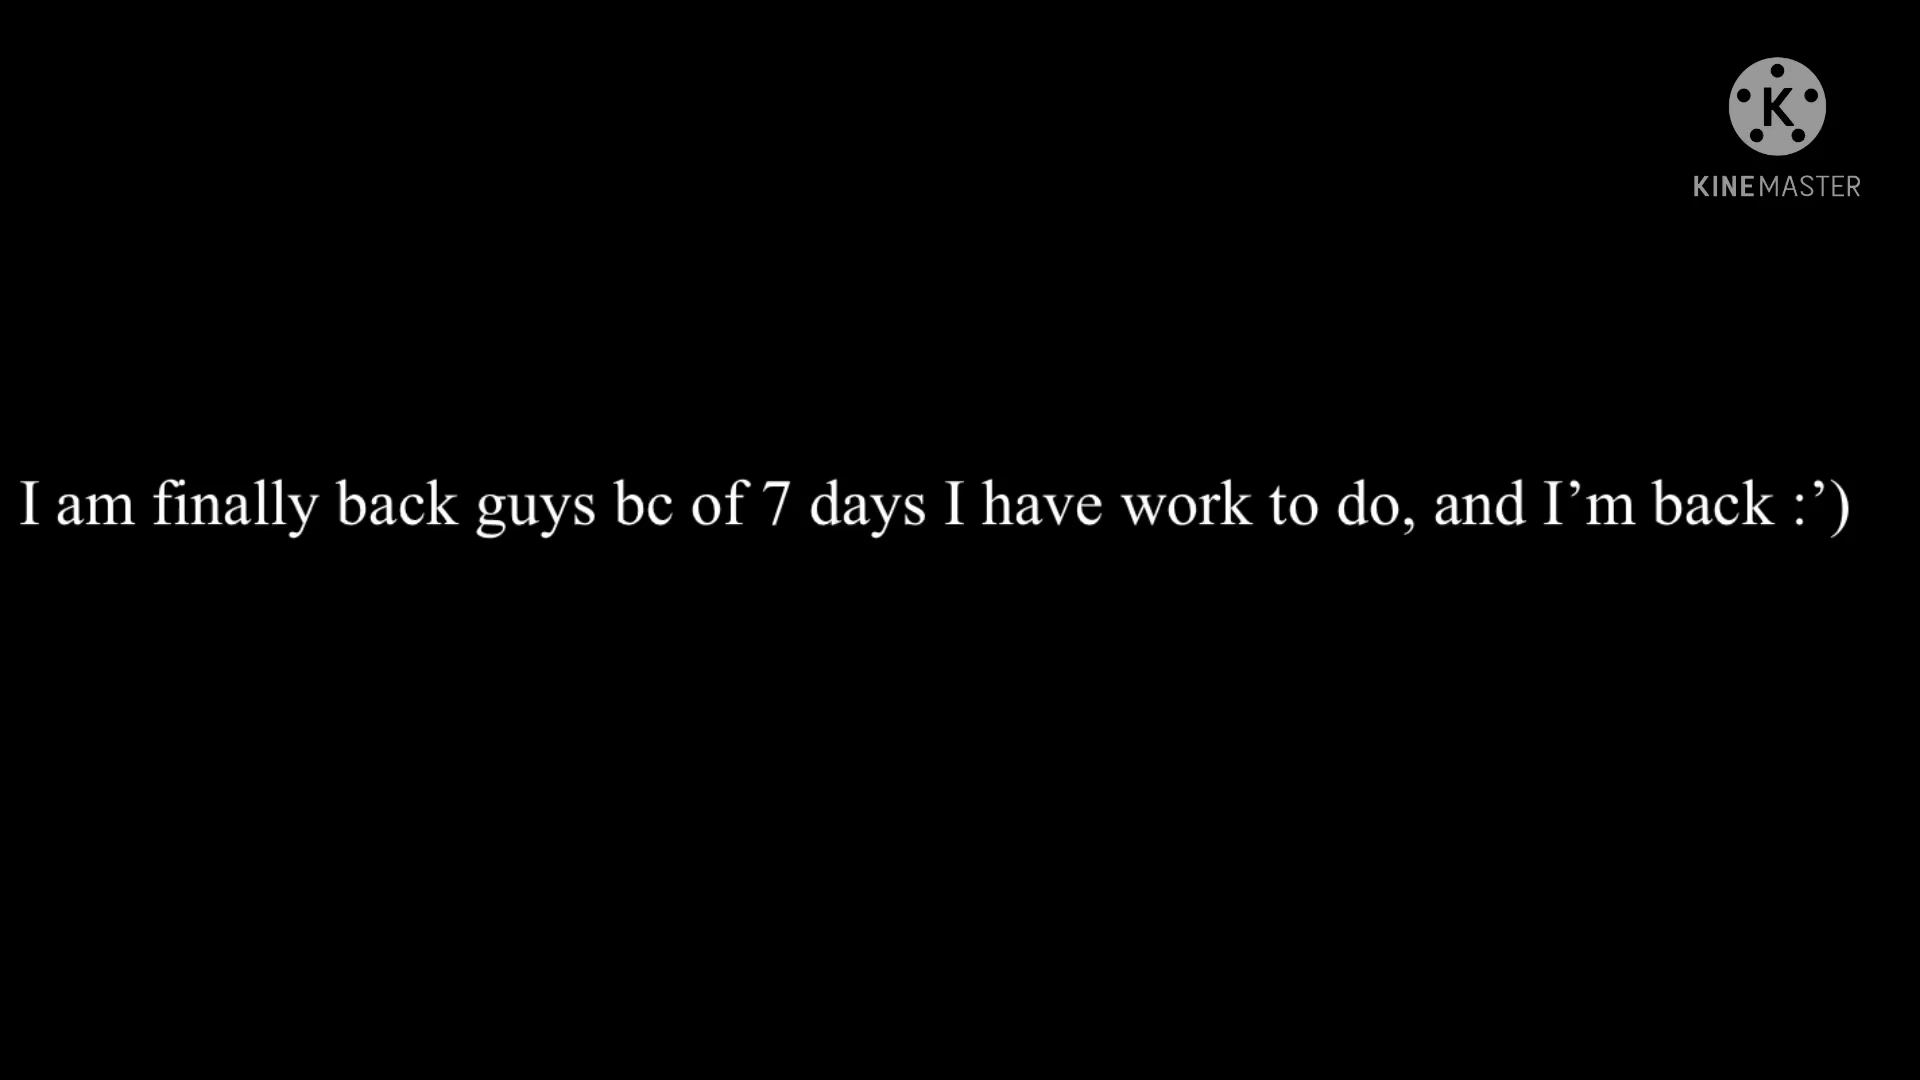 K
KINEMASTER
I am finally back guys bc of 7 days I have work to do, and I’m back :’)